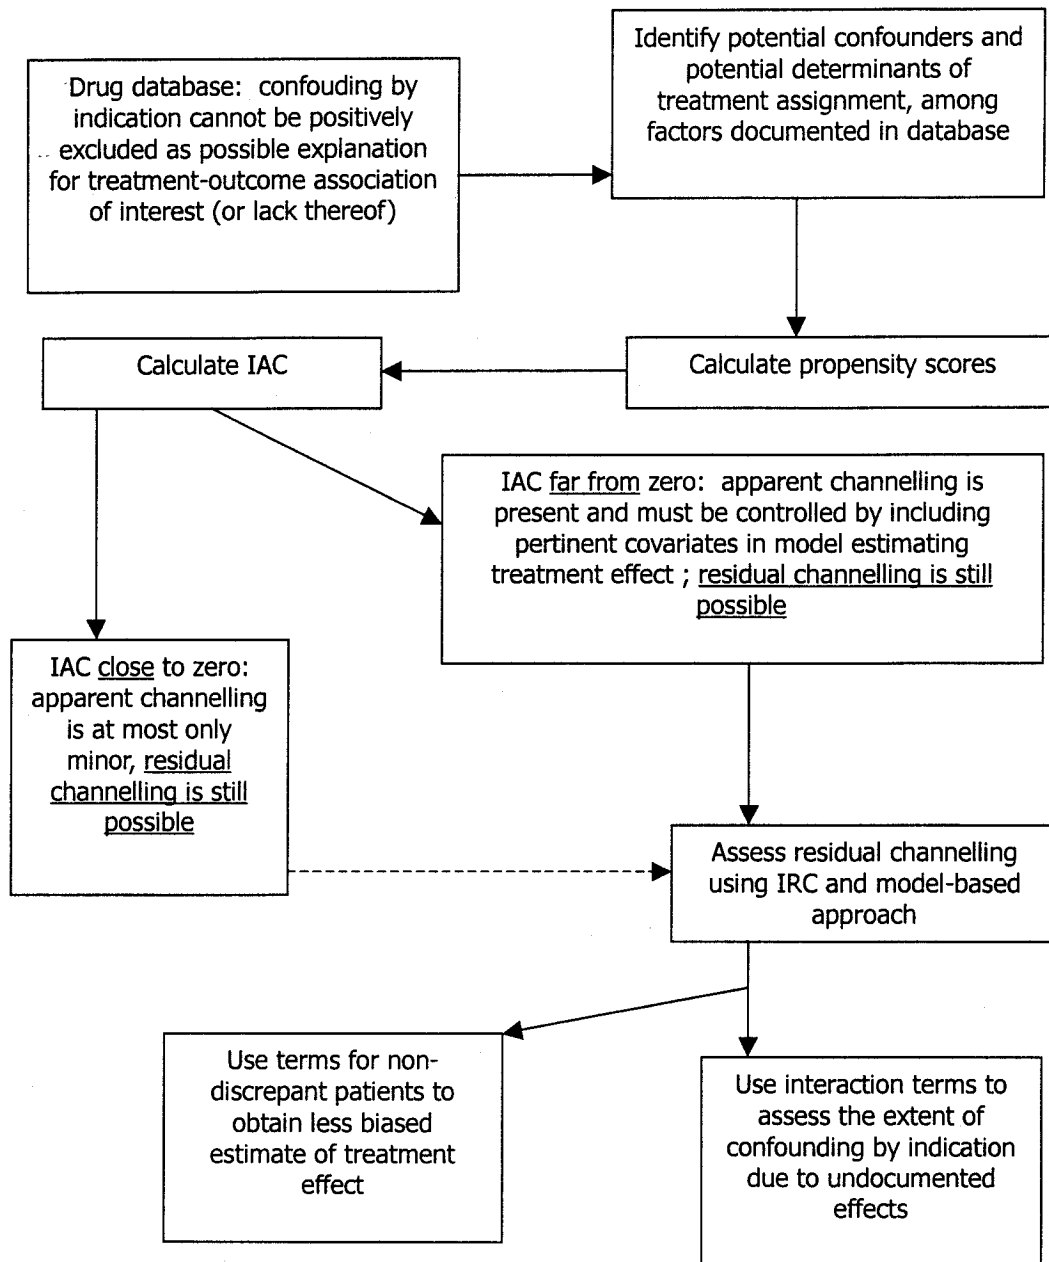 Drug database: confouding by
indication cannot be positively
excluded as possible explanation
for treatment-outcome association
of interest (or lack thereof)
Identify potential confounders and
potential determinants of
treatment assignment, among
factors documented in database
Calculate propensity scores
Calculate IAC
IAC far from zero: apparent channelling is
present and must be controlled by including
pertinent covariates in model estimating
treatment effect ; residual channelling is still
possible
IAC close to zero:
apparent channelling
is at most only
minor, residual
channelling is still
possible
Assess residual channelling
using IRC and model-based
approach
Use terms for non-
discrepant patients to
obtain less biased
estimate of treatment
effect
Use interaction terms to
assess the extent of
confounding by indication
due to undocumented
effects